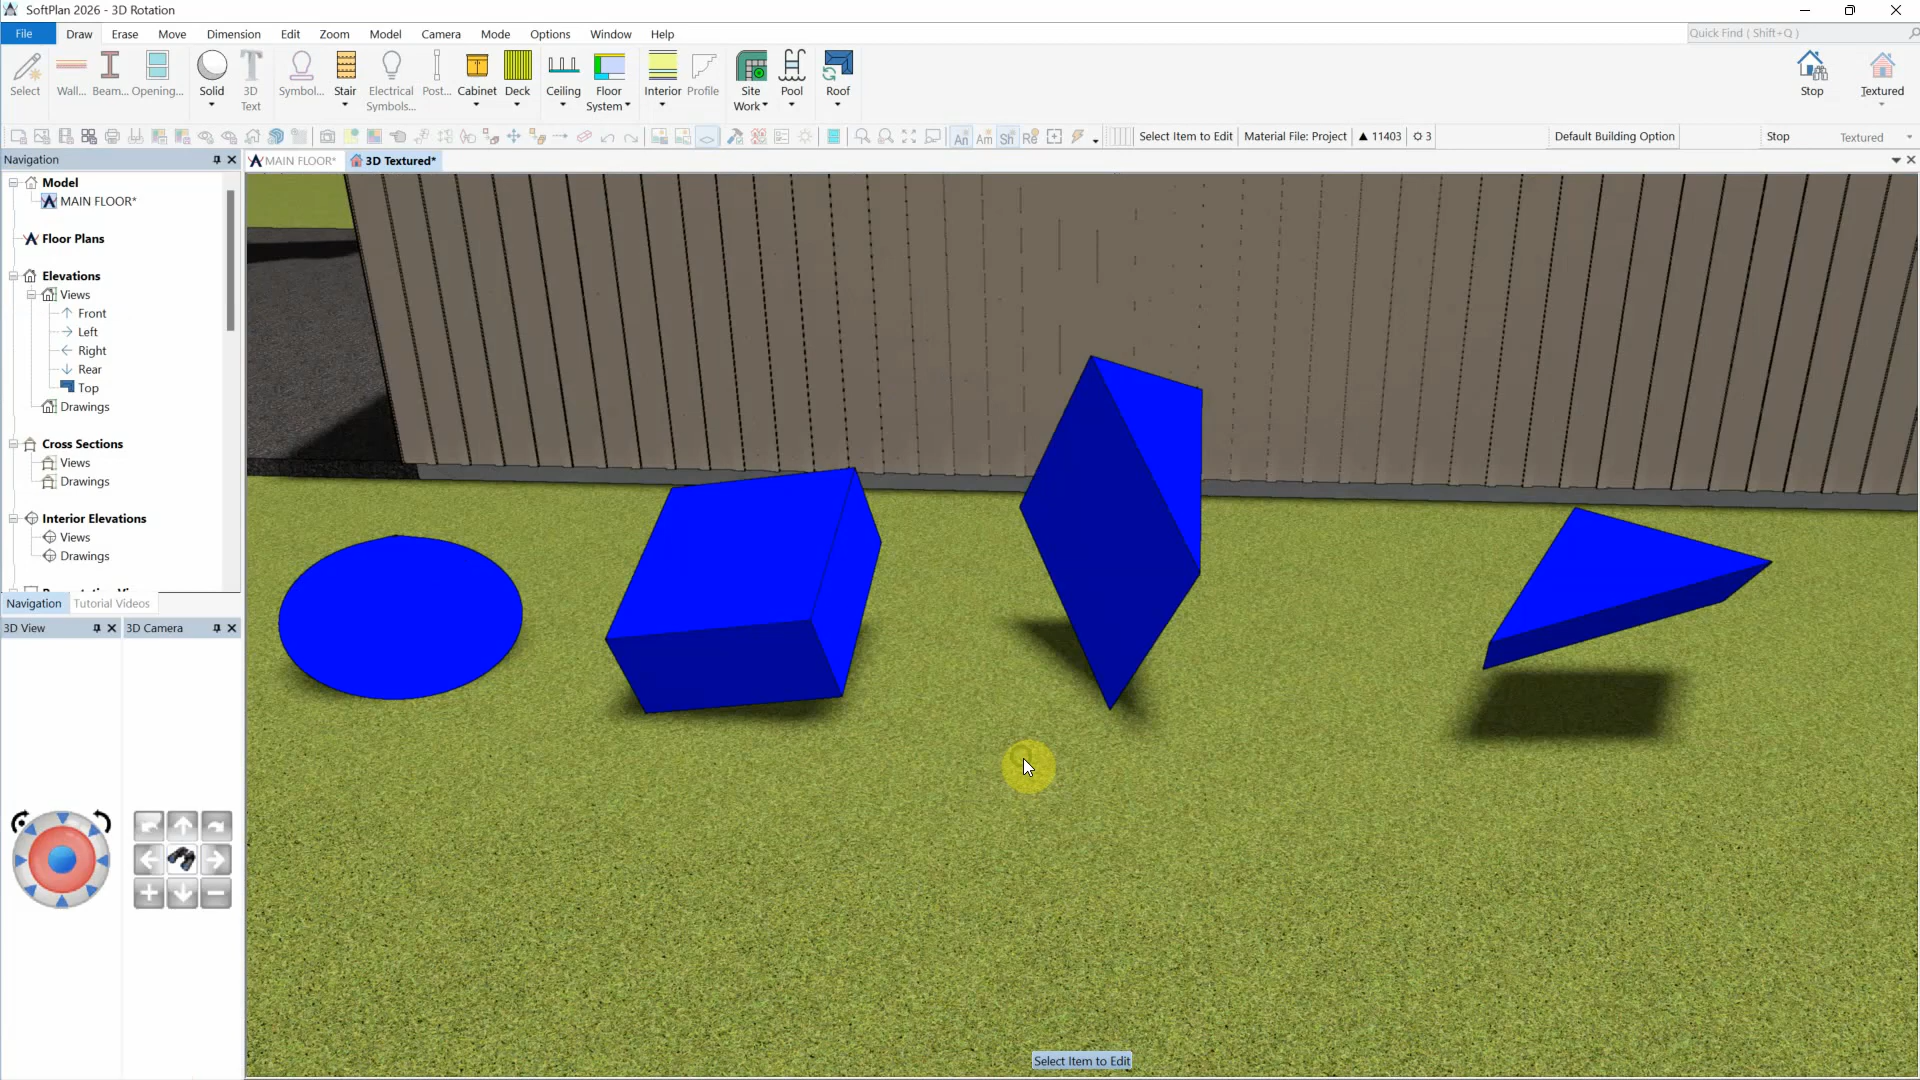 SoftPlan 2026 - 3D Rotation
File Draw Erase Move Dimension Edit Zoom Model Camera Mode Options Window Help
Quick Find ( Shift+Q )
Select Wall... Beam... Opening... Solid 3D Text Symbol... Stair Electrical Symbols... Post... Cabinet Deck Ceiling Floor System Interior Profile Site Work Pool Roof Stop Textured
An Am Sh Re Select Item to Edit Material File: Project 11403 3 Default Building Option Stop Textured
Navigation
MAIN FLOOR* 3D Textured*
Model
MAIN FLOOR*
Floor Plans
Elevations
Views
Front
Left
Right
Rear
Top
Drawings
Cross Sections
Views
Drawings
Interior Elevations
Views
Drawings
Navigation Tutorial Videos
3D View 3D Camera
Select Item to Edit